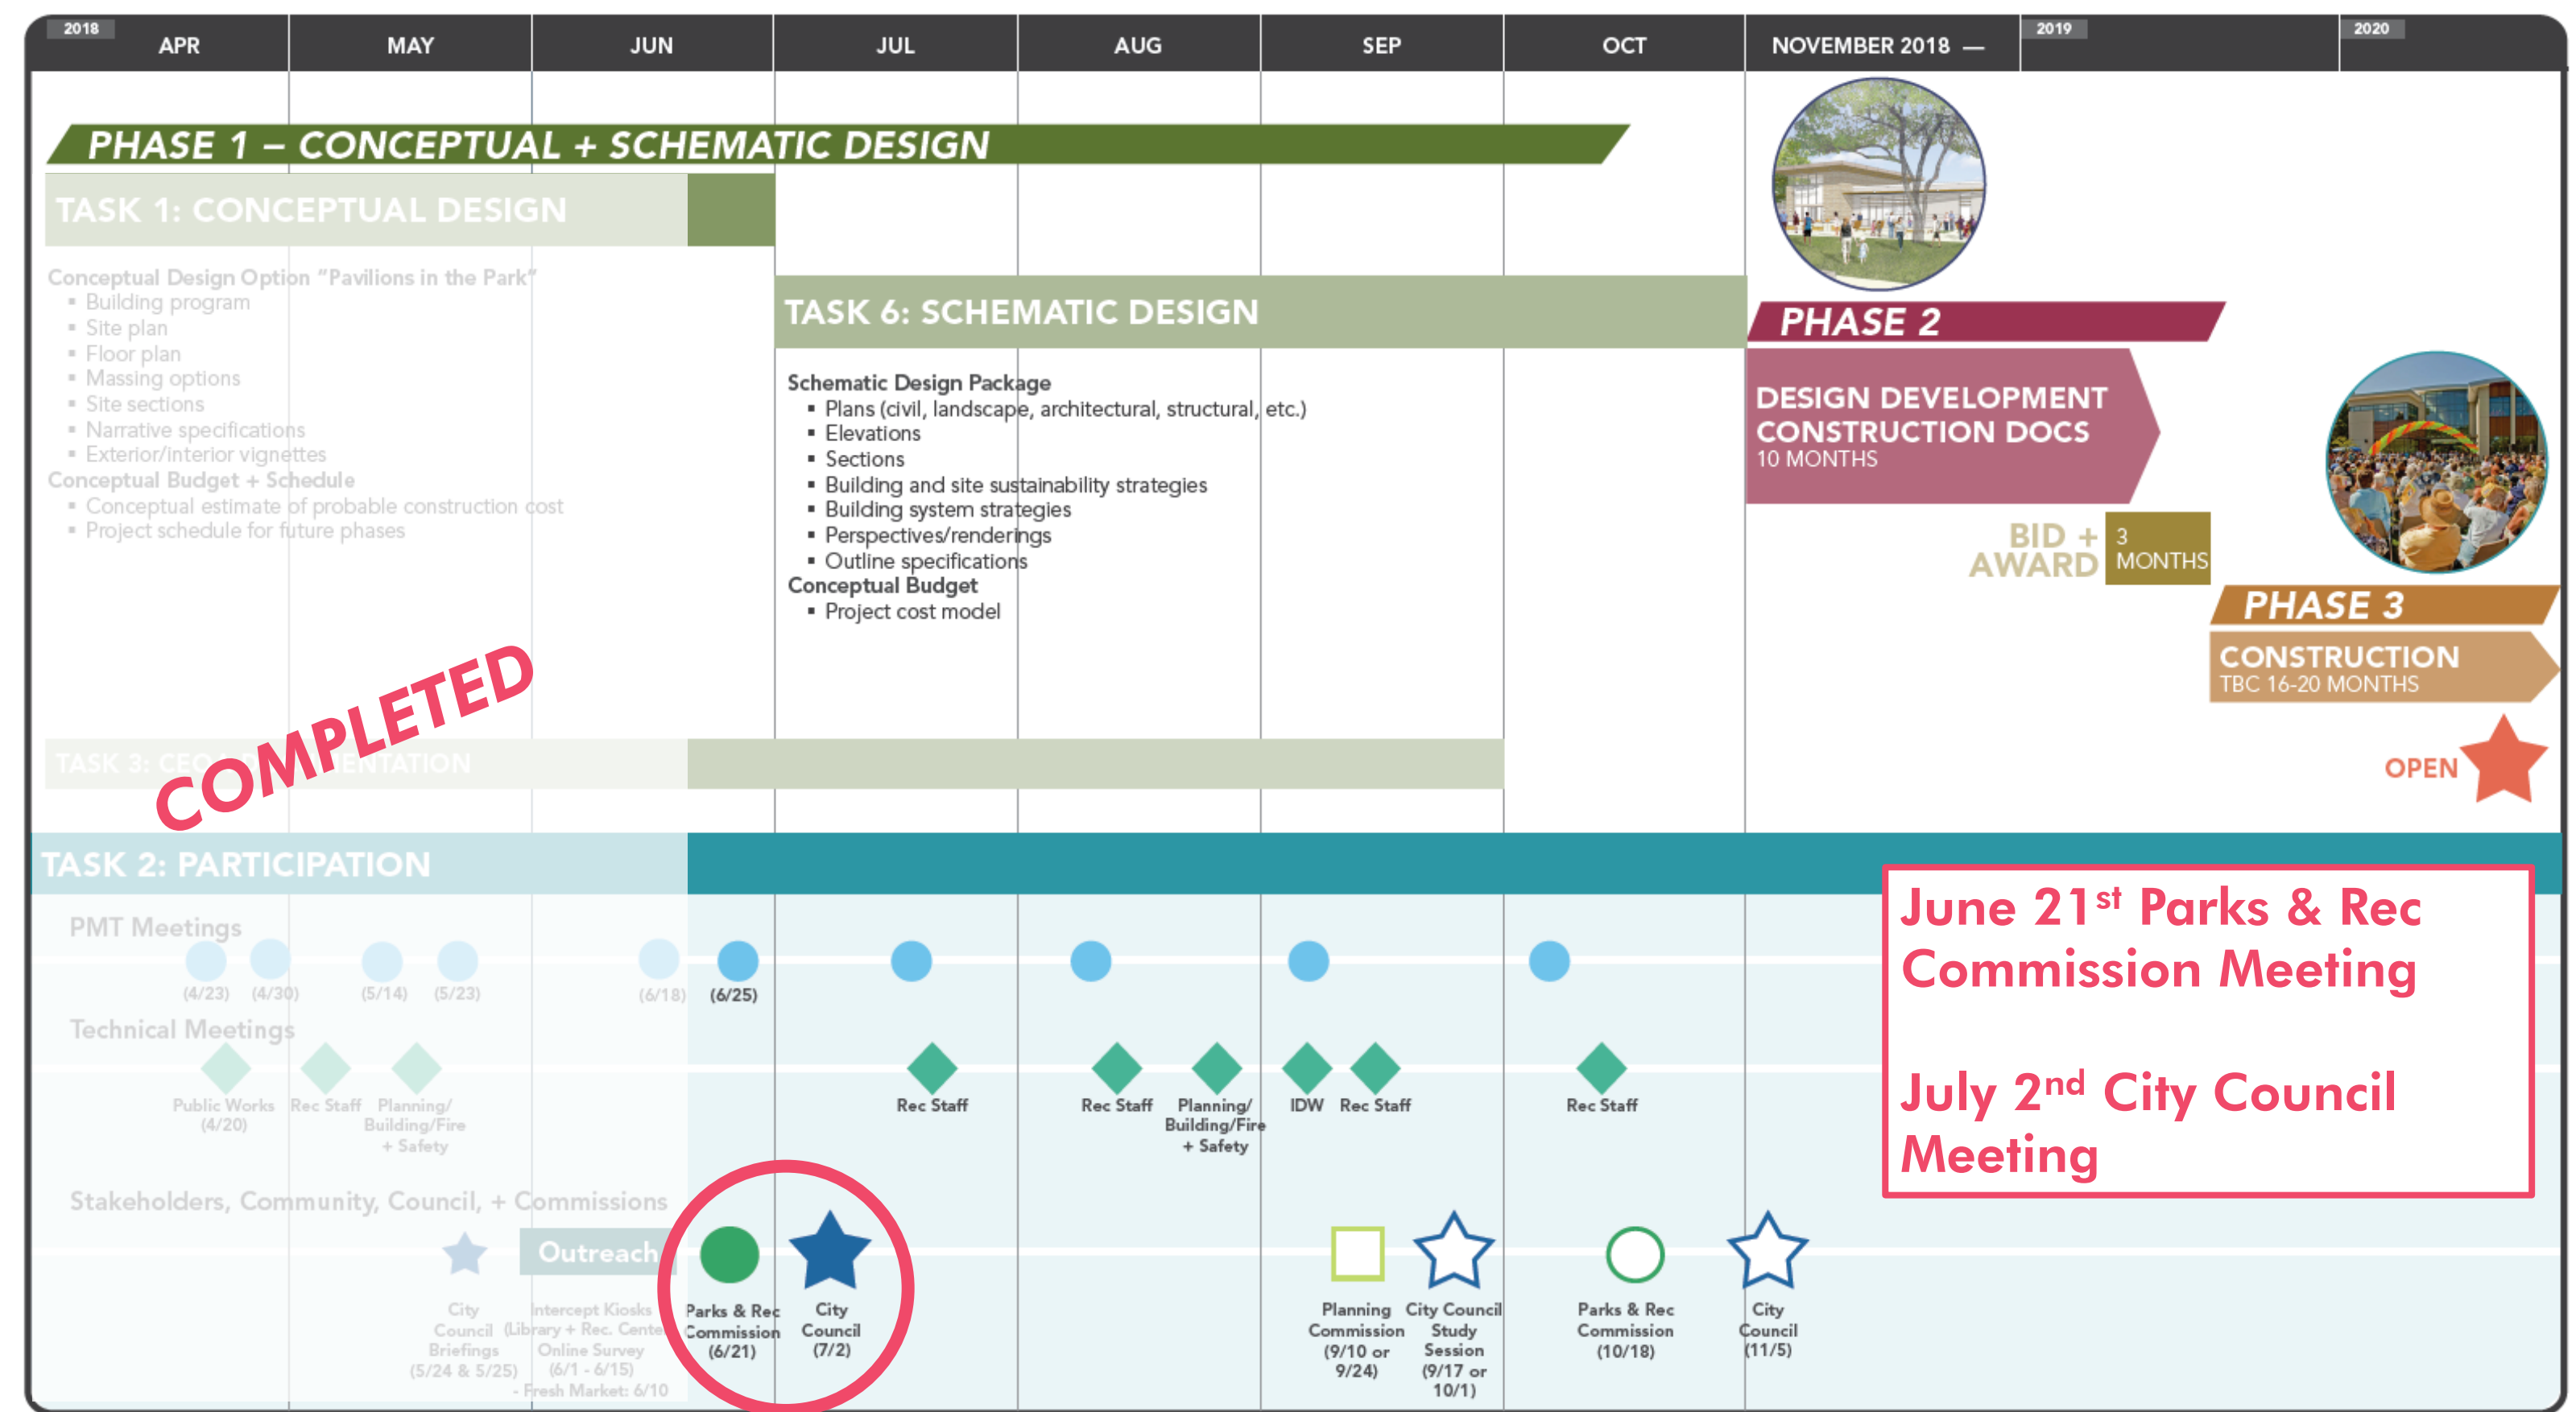 2018
APR
MAY
JUN
JUL
AUG
SEP
OCT
NOVEMBER 2018 —
2019
2020
PHASE 1 – CONCEPTUAL + SCHEMATIC DESIGN
TASK 1: CONCEPTUAL DESIGN
Conceptual Design Option “Pavilions in the Park”
▪ Building program
▪ Site plan
▪ Floor plan
▪ Massing options
▪ Site sections
▪ Narrative specifications
▪ Exterior/interior vignettes
Conceptual Budget + Schedule
▪ Conceptual estimate of probable construction cost
▪ Project schedule for future phases
TASK 6: SCHEMATIC DESIGN
Schematic Design Package
▪ Plans (civil, landscape, architectural, structural, etc.)
▪ Elevations
▪ Sections
▪ Building and site sustainability strategies
▪ Building system strategies
▪ Perspectives/renderings
▪ Outline specifications
Conceptual Budget
▪ Project cost model
PHASE 2
DESIGN DEVELOPMENT
CONSTRUCTION DOCS
10 MONTHS
BID +
AWARD
3
MONTHS
PHASE 3
CONSTRUCTION
TBC 16-20 MONTHS
OPEN
COMPLETED
TASK 3:
TASK 2: PARTICIPATION
PMT Meetings
(4/23)
(4/30)
(5/14)
(5/23)
(6/18)
(6/25)
Technical Meetings
Public Works
(4/20)
Rec Staff
Planning/
Building/Fire
+ Safety
Rec Staff
Rec Staff
Planning/
Building/Fire
+ Safety
IDW
Rec Staff
Rec Staff
Stakeholders, Community, Council, + Commissions
Outreach
City
Council
Briefings
(5/24 & 5/25)
Intercept Kiosks
(Library + Rec. Cente
Online Survey
(6/1 - 6/15)
- Fresh Market: 6/10
Parks & Rec
Commission
(6/21)
City
Council
(7/2)
Planning
Commission
(9/10 or
9/24)
City Council
Study
Session
(9/17 or
10/1)
Parks & Rec
Commission
(10/18)
City
Council
(11/5)
June 21st Parks & Rec
Commission Meeting
July 2nd City Council
Meeting